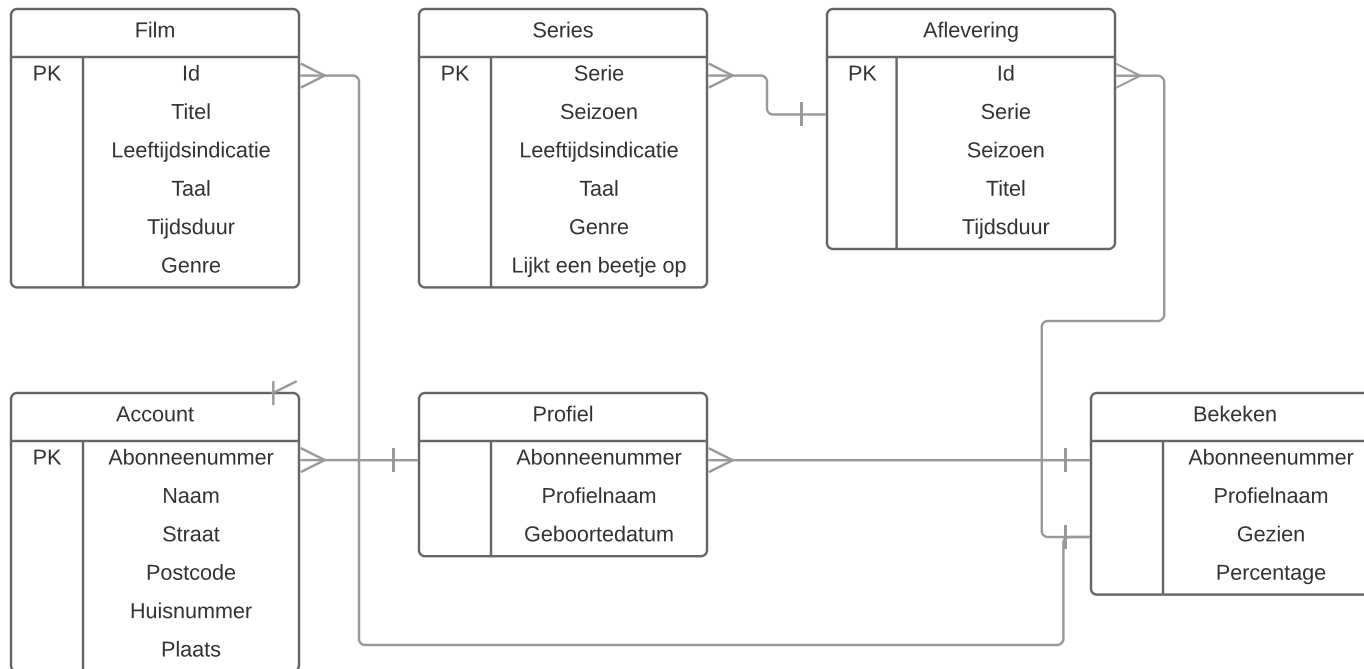 Film
PK Id
Titel
Leeftijdsindicatie
Taal
Tijdsduur
Genre
Series
PK Serie
Seizoen
Leeftijdsindicatie
Taal
Genre
Lijkt een beetje op
Aflevering
PK Id
Serie
Seizoen
Titel
Tijdsduur
Account
PK Abonneenummer
Naam
Straat
Postcode
Huisnummer
Plaats
Profiel
Abonneenummer
Profielnaam
Geboortedatum
Bekeken
Abonneenummer
Profielnaam
Gezien
Percentage